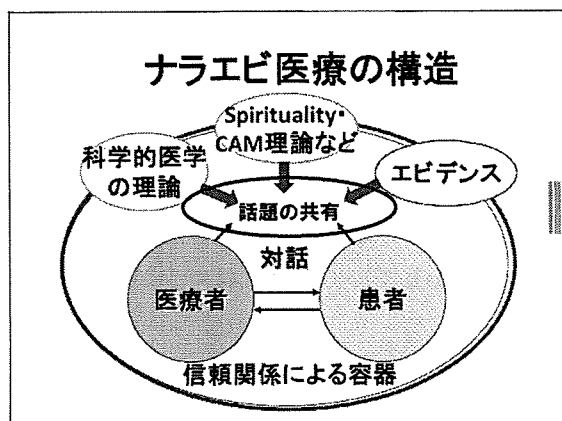 ナラエビ医療の構造
Spirituality・
CAM理論など
科学的医学
の理論
エビデンス
話題の共有
対話
医療者
患者
信頼関係による容器